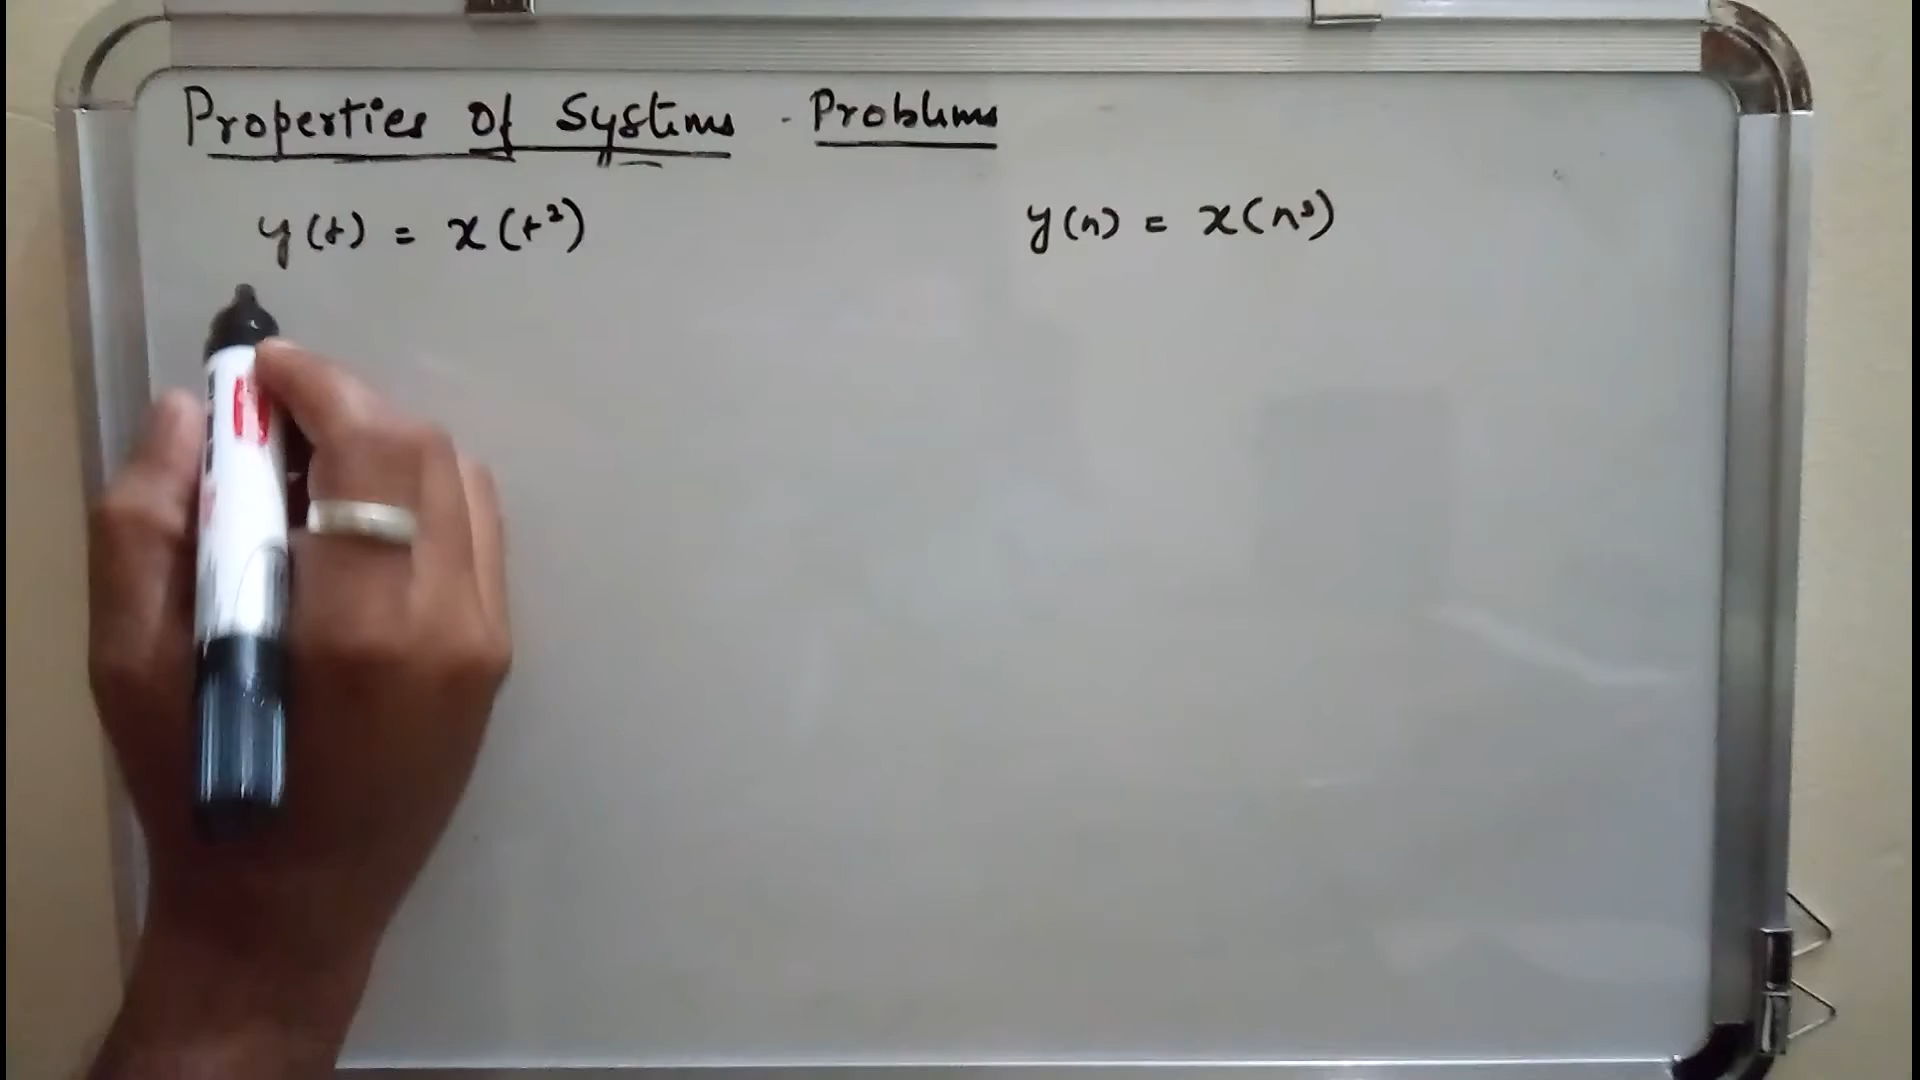 Properties of Systems - Problems
y(t) = x(t²)
y(n) = x(n³)